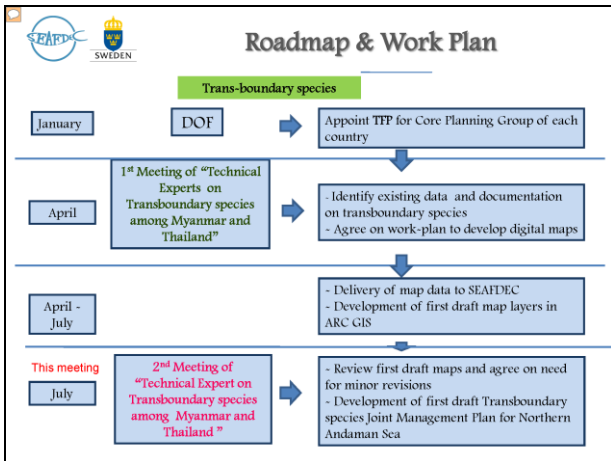 SEAFDEC
SWEDEN
Roadmap & Work Plan
Trans-boundary species
January
DOF
Appoint TFP for Core Planning Group of each
country
April
1st Meeting of "Technical
Experts on
Transboundary species
among Myanmar and
Thailand"
- Identify existing data and documentation
on transboundary species
- Agree on work-plan to develop digital maps
April -
July
- Delivery of map data to SEAFDEC
- Development of first draft map layers in
ARC GIS
This meeting
July
2nd Meeting of
"Technical Expert on
Transboundary species
among Myanmar and
Thailand "
- Review first draft maps and agree on need
for minor revisions
- Development of first draft Transboundary
species Joint Management Plan for Northern
Andaman Sea